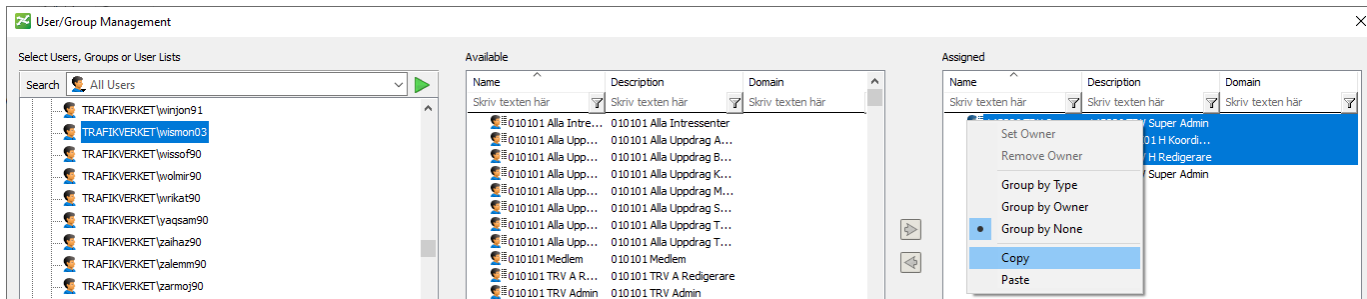 User/Group Management
Select Users, Groups or User Lists
Search All Users
TRAFIKVERKET\winjon91
TRAFIKVERKET\wismon03
TRAFIKVERKET\wissof90
TRAFIKVERKET\wolmir90
TRAFIKVERKET\wrikat90
TRAFIKVERKET\yaqsam90
TRAFIKVERKET\zaihaz90
TRAFIKVERKET\zalemm90
TRAFIKVERKET\zarmoj90
Available
Name Description Domain
Skriv texten här Skriv texten här Skriv texten här
010101 Alla Intre... 010101 Alla Intressenter
010101 Alla Upp... 010101 Alla Uppdrag A...
010101 Alla Upp... 010101 Alla Uppdrag B...
010101 Alla Upp... 010101 Alla Uppdrag K...
010101 Alla Upp... 010101 Alla Uppdrag M...
010101 Alla Upp... 010101 Alla Uppdrag S...
010101 Alla Upp... 010101 Alla Uppdrag T...
010101 Alla Upp... 010101 Alla Uppdrag T...
010101 Medlem 010101 Medlem
010101 TRV A R... 010101 TRV A Redigerare
010101 TRV Admin 010101 TRV Admin
Assigned
Name Description Domain
Skriv texten här Skriv texten här Skriv texten här
Super Admin
01 H Koordi...
H Redigerare
Super Admin
Set Owner
Remove Owner
Group by Type
Group by Owner
Group by None
Copy
Paste